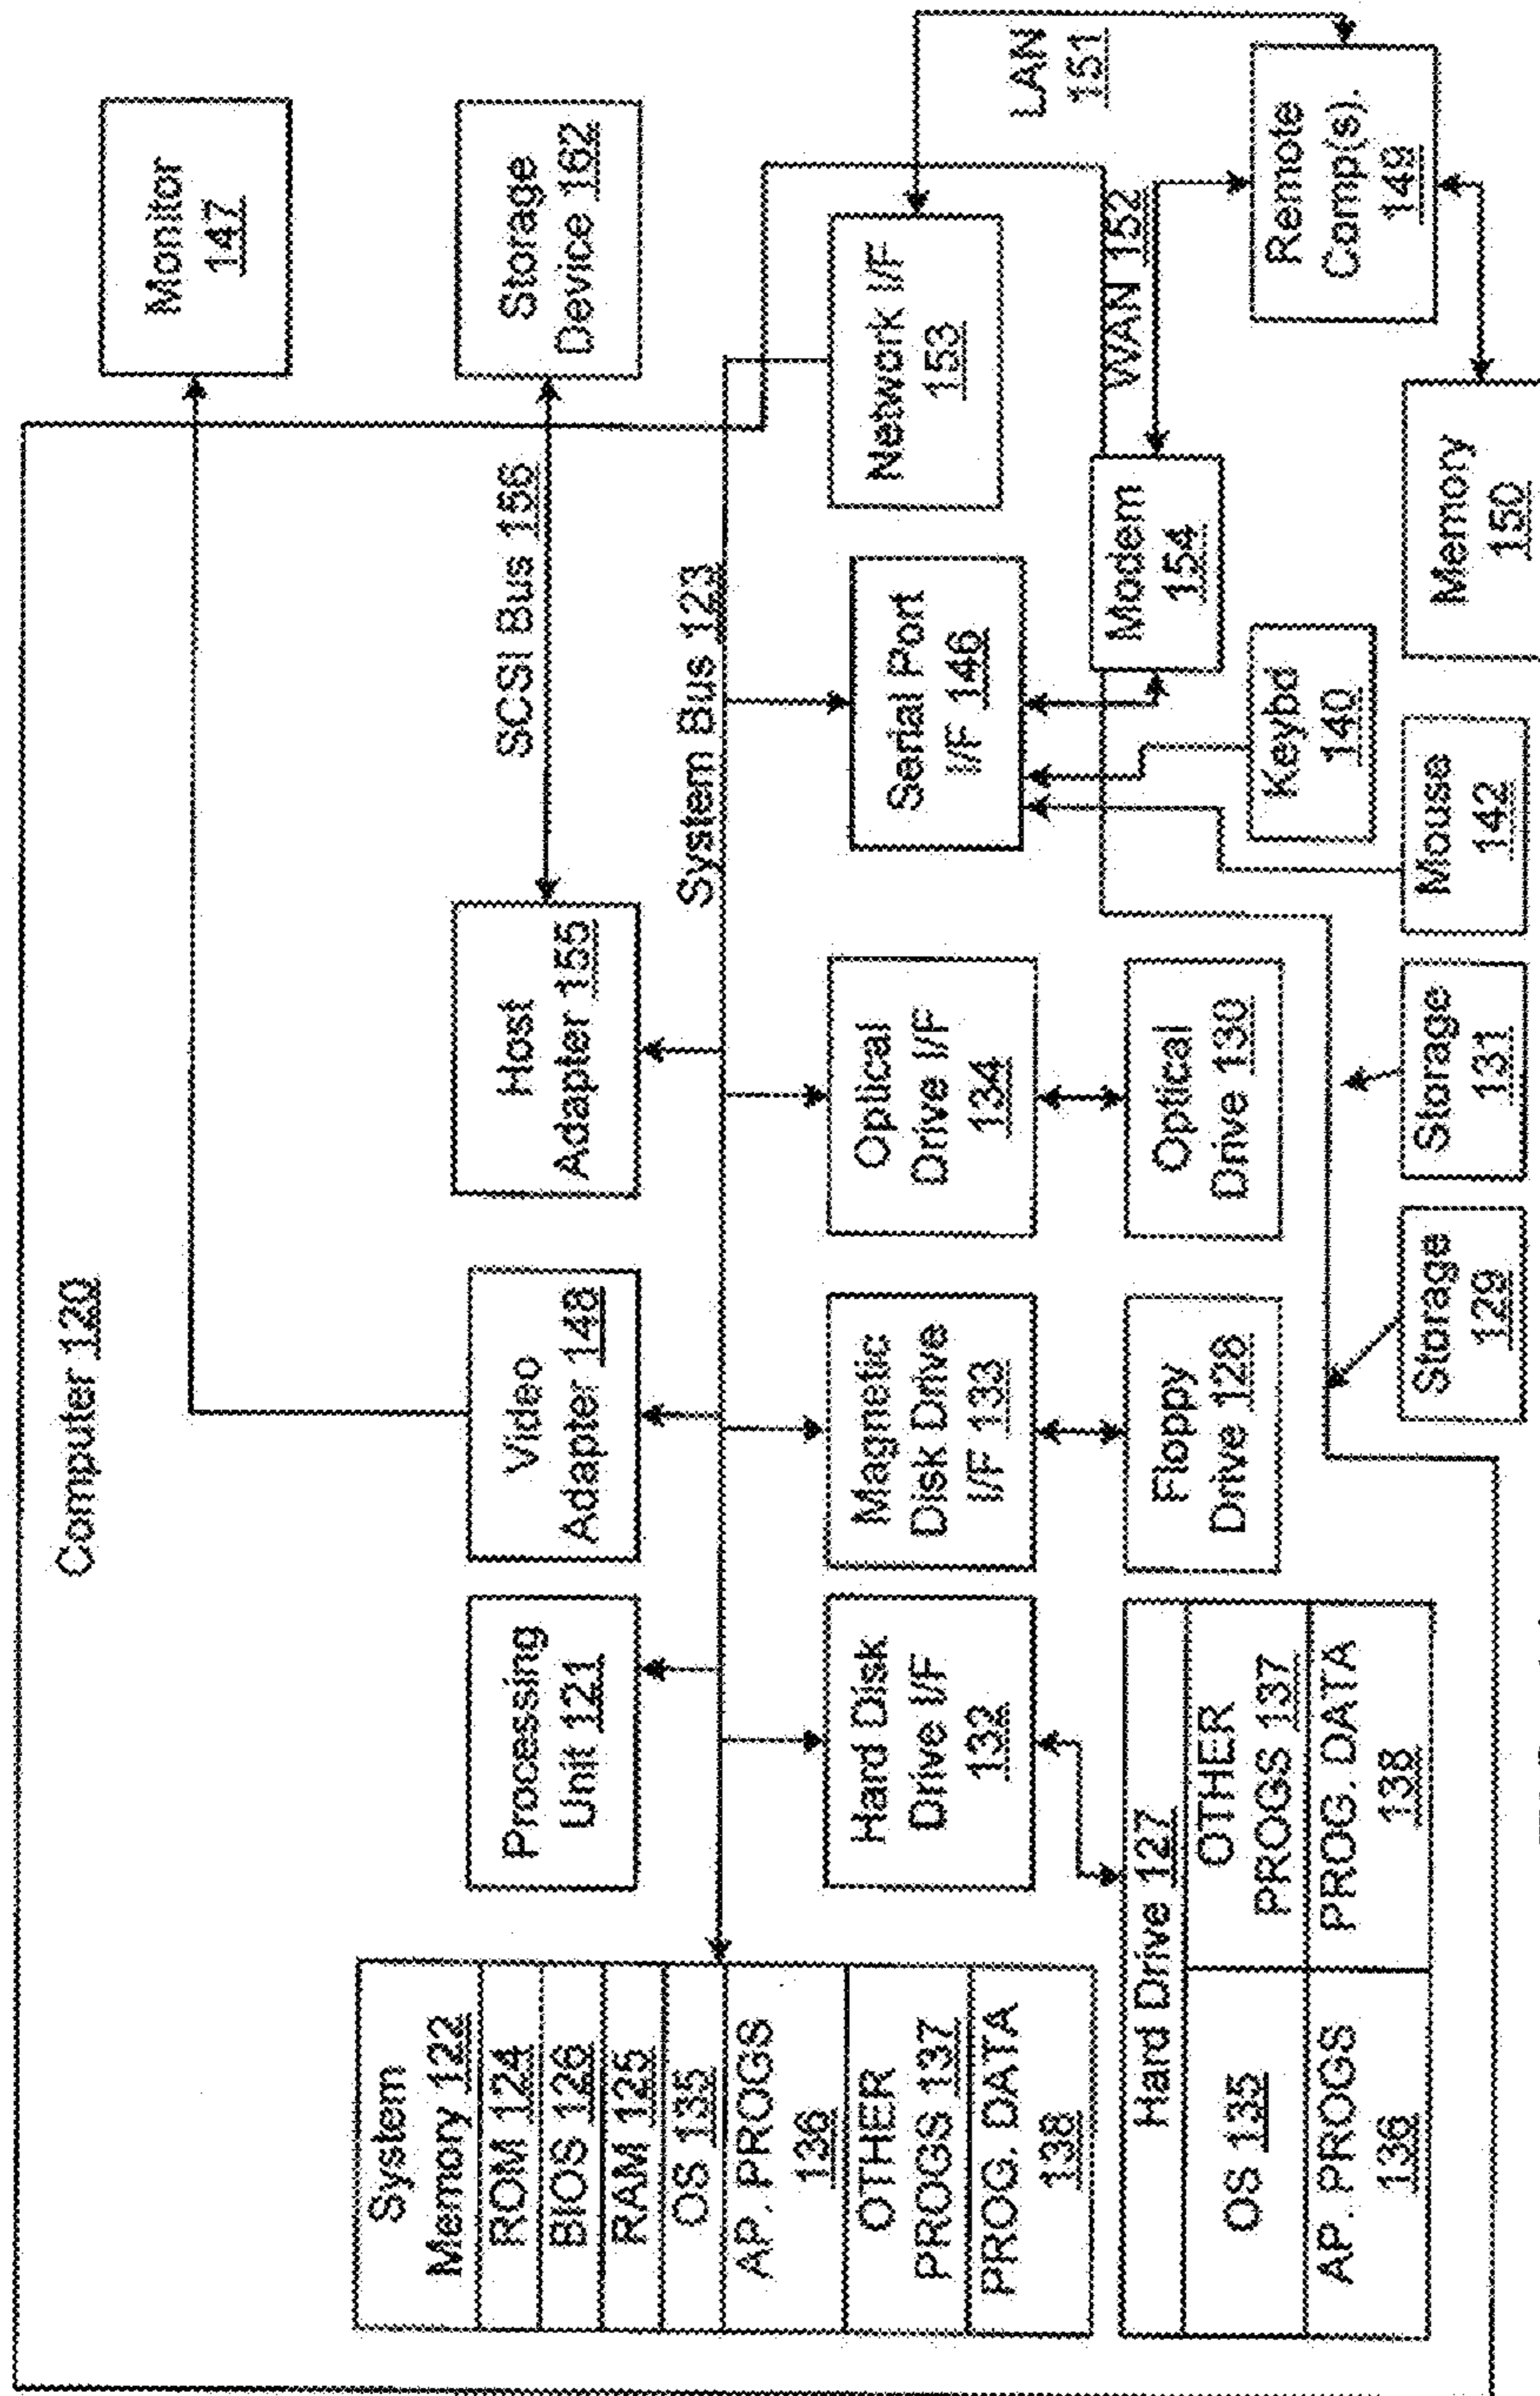 Computer 120
Monitor
147
System
Memory 122
ROM 124
BIOS 126
RAM 125
OS 135
AP. PROGS
136
OTHER
PROGS 137
PROG. DATA
138
Processing
Unit 121
Video
Adapter 148
Host
Adapter 155
SCSI Bus 156
Storage
Device 162
System Bus 123
Hard Disk
Drive I/F
132
Magnetic
Disk Drive
I/F 133
Optical
Drive I/F
134
Serial Port
I/F 146
Network I/F
153
LAN
151
Hard Drive 127
OS 135
OTHER
PROGS 137
AP. PROGS
136
PROG. DATA
138
Floppy
Drive 128
Optical
Drive 130
Modem
154
WAN 152
Keybd
140
Remote
Comp(s).
149
Storage
129
Storage
131
Mouse
142
Memory
150